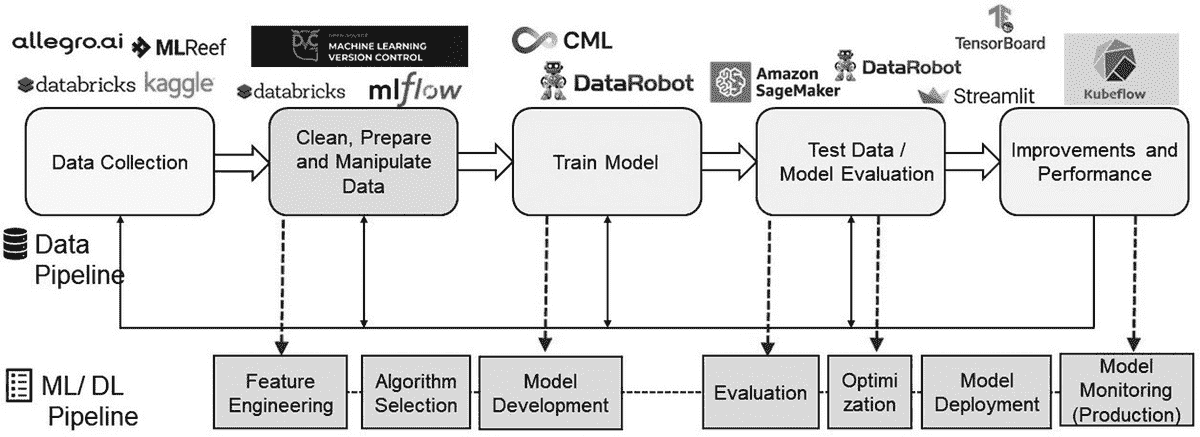 allegro.ai
MLReef
databricks
kaggle
DVC
MACHINE LEARNING
VERSION CONTROL
databricks
mlflow
CML
DataRobot
Amazon
SageMaker
DataRobot
TensorBoard
Streamlit
Kubeflow
Data Collection
Clean, Prepare
and Manipulate
Data
Train Model
Test Data /
Model Evaluation
Improvements and
Performance
Data
Pipeline
ML/ DL
Pipeline
Feature
Engineering
Algorithm
Selection
Model
Development
Evaluation
Optimi
zation
Model
Deployment
Model
Monitoring
(Production)